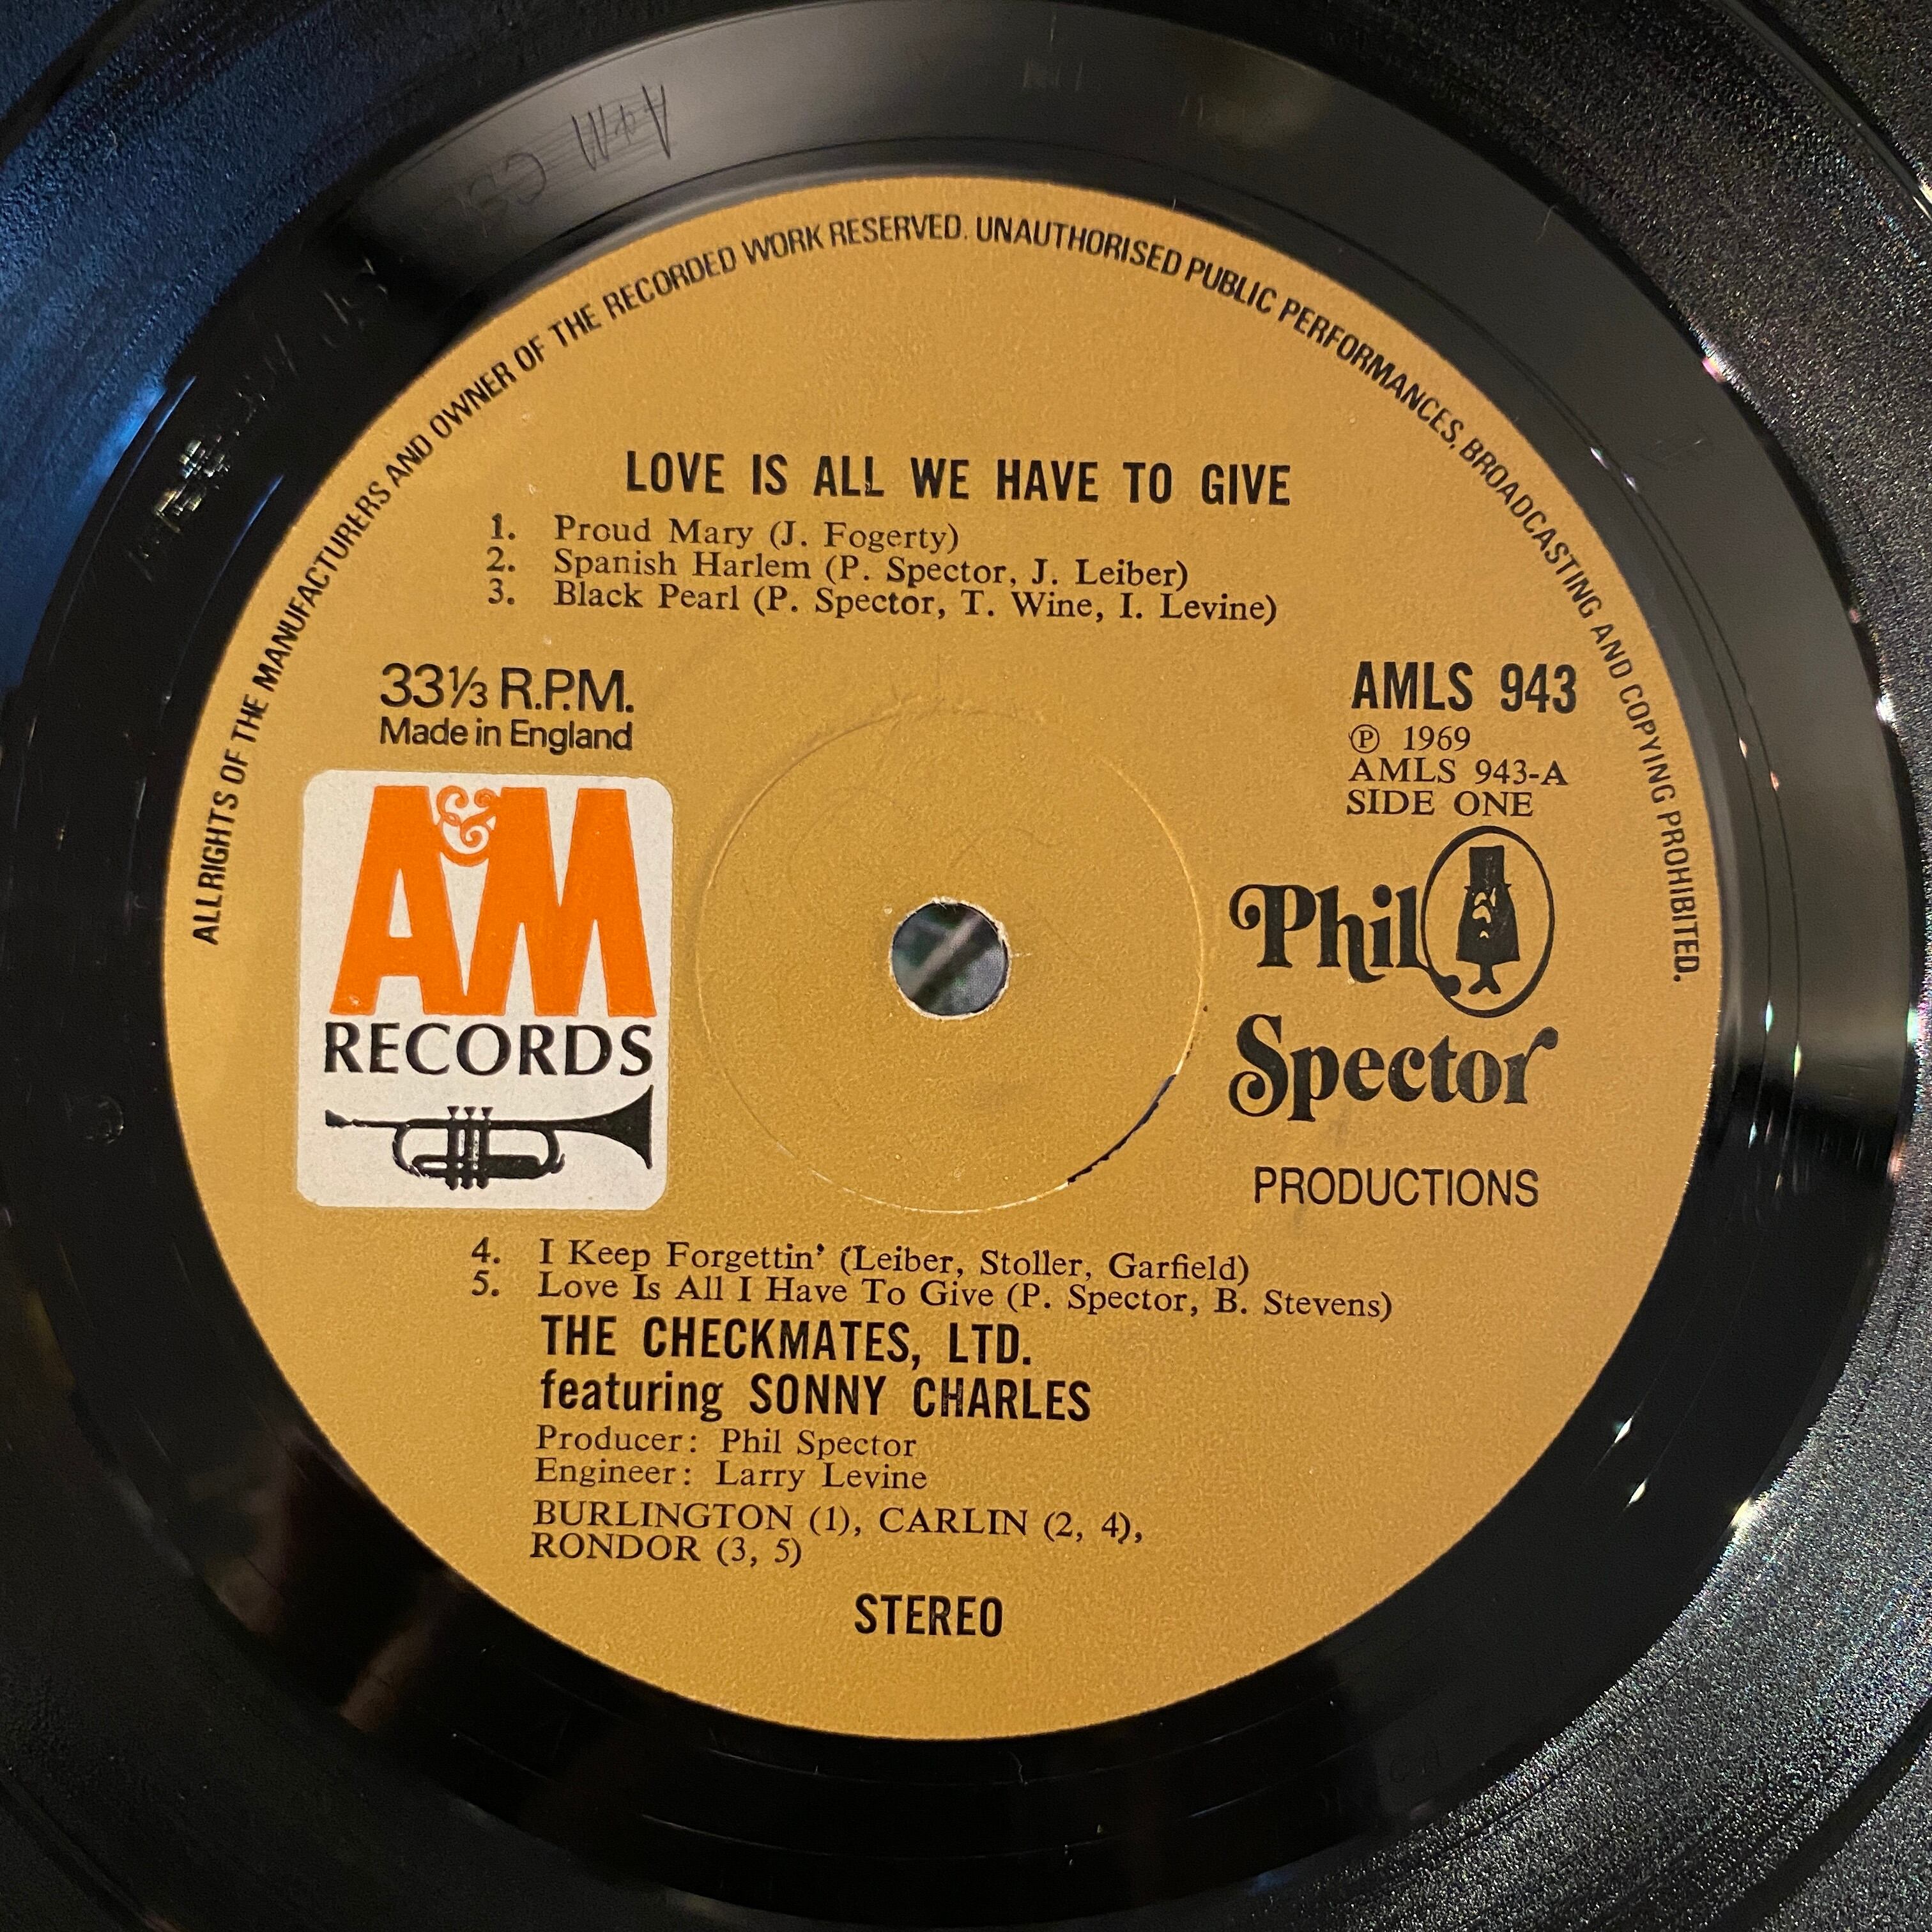 A&M
ALL RIGHTS OF THE MANUFACTURERS AND OWNER OF THE RECORDED WORK RESERVED. UNAUTHORISED PUBLIC PERFORMANCES, BROADCASTING AND COPYING PROHIBITED.
LOVE IS ALL WE HAVE TO GIVE
1. Proud Mary (J. Fogerty)
2. Spanish Harlem (P. Spector, J. Leiber)
3. Black Pearl (P. Spector, T. Wine, I. Levine)
33⅓ R.P.M.
Made in England
AMLS 943
℗ 1969
AMLS 943-A
SIDE ONE
A&M
RECORDS
Phil
Spector
PRODUCTIONS
4. I Keep Forgettin' (Leiber, Stoller, Garfield)
5. Love Is All I Have To Give (P. Spector, B. Stevens)
THE CHECKMATES, LTD.
featuring SONNY CHARLES
Producer: Phil Spector
Engineer: Larry Levine
BURLINGTON (1), CARLIN (2, 4),
RONDOR (3, 5)
STEREO